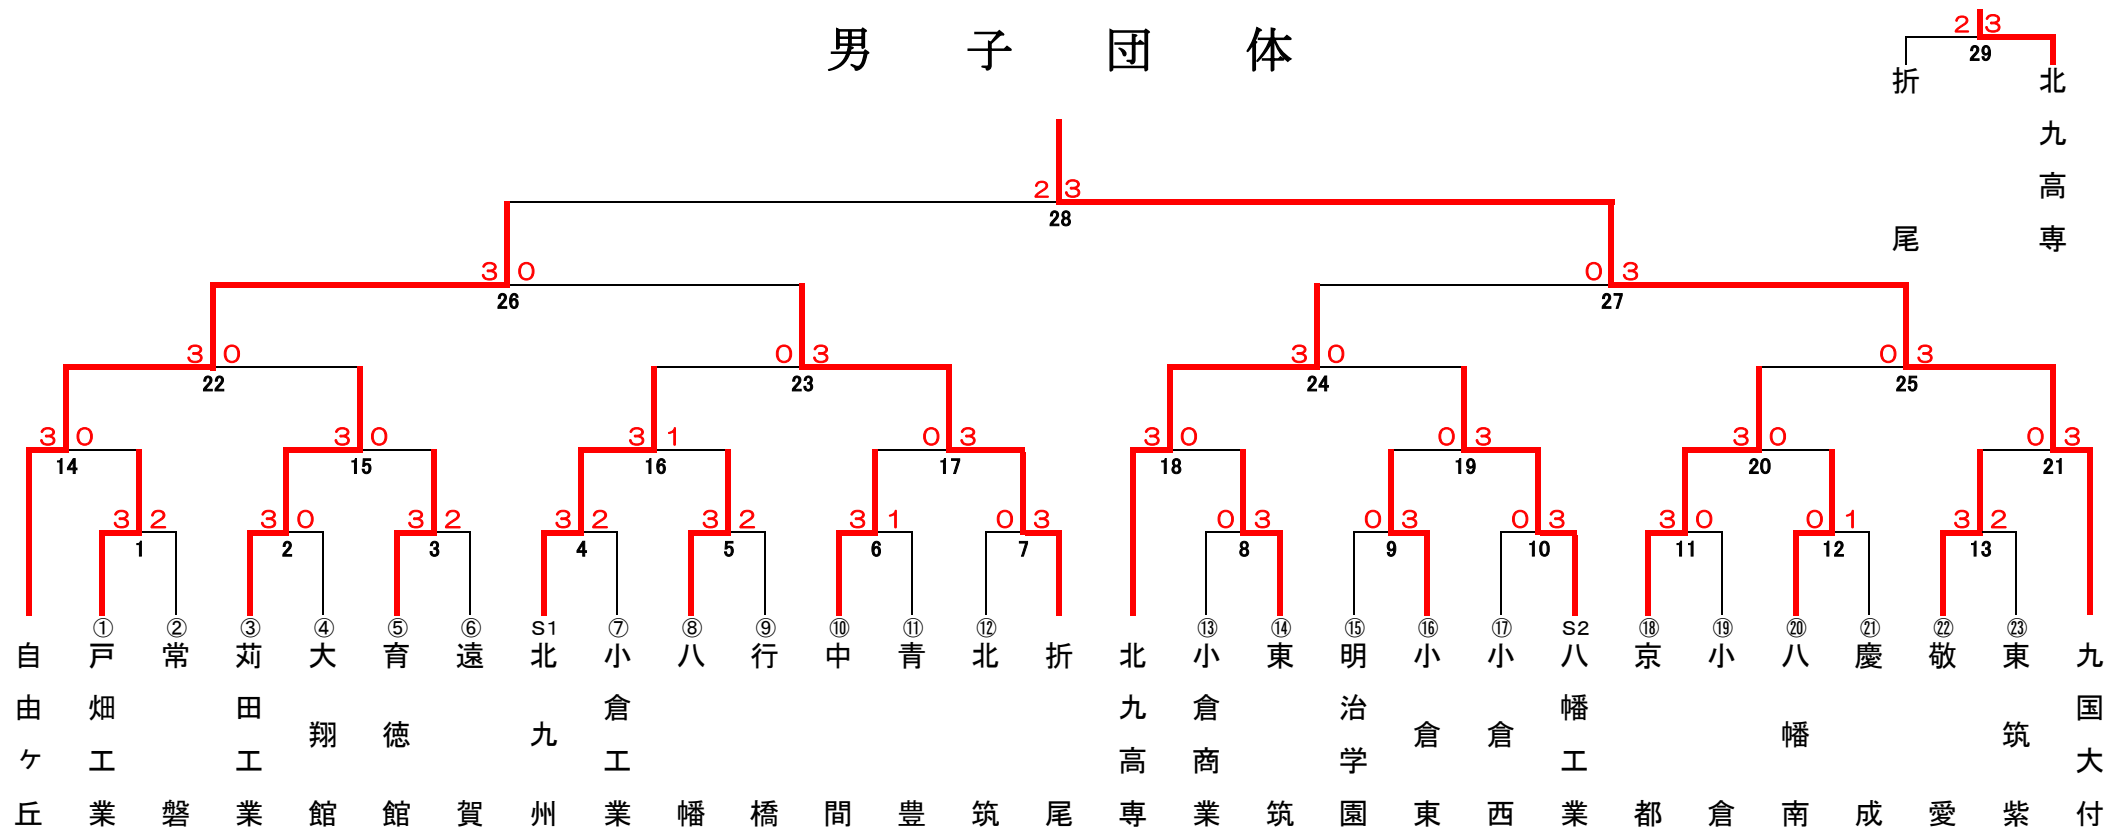 男子団体
2 3
29
折尾
北九高専
2 3
28
3 0
26
0 3
27
3 0
22
0 3
23
3 0
24
0 3
25
3 0
14
3 0
15
3 1
16
0 3
17
3 0
18
0 3
19
3 0
20
0 3
21
3 2
1
3 0
2
3 2
3
3 2
4
3 2
5
3 1
6
0 3
7
0 3
8
0 3
9
0 3
10
3 0
11
0 1
12
3 2
13
自由ヶ丘
① 戸畑工業
② 常磐
③ 苅田工業
④ 大翔館
⑤ 育徳館
⑥ 遠賀
S1 北九州
⑦ 小倉工業
⑧ 八幡
⑨ 行橋
⑩ 中間
⑪ 青豊
⑫ 北筑
折尾
北九高専
⑬ 小倉商業
⑭ 東筑
⑮ 明治学園
⑯ 小倉東
⑰ 小倉西
S2 八幡工業
⑱ 京都
⑲ 小倉
⑳ 八幡南
㉑ 慶成
㉒ 敬愛
㉓ 東筑紫
九国大付